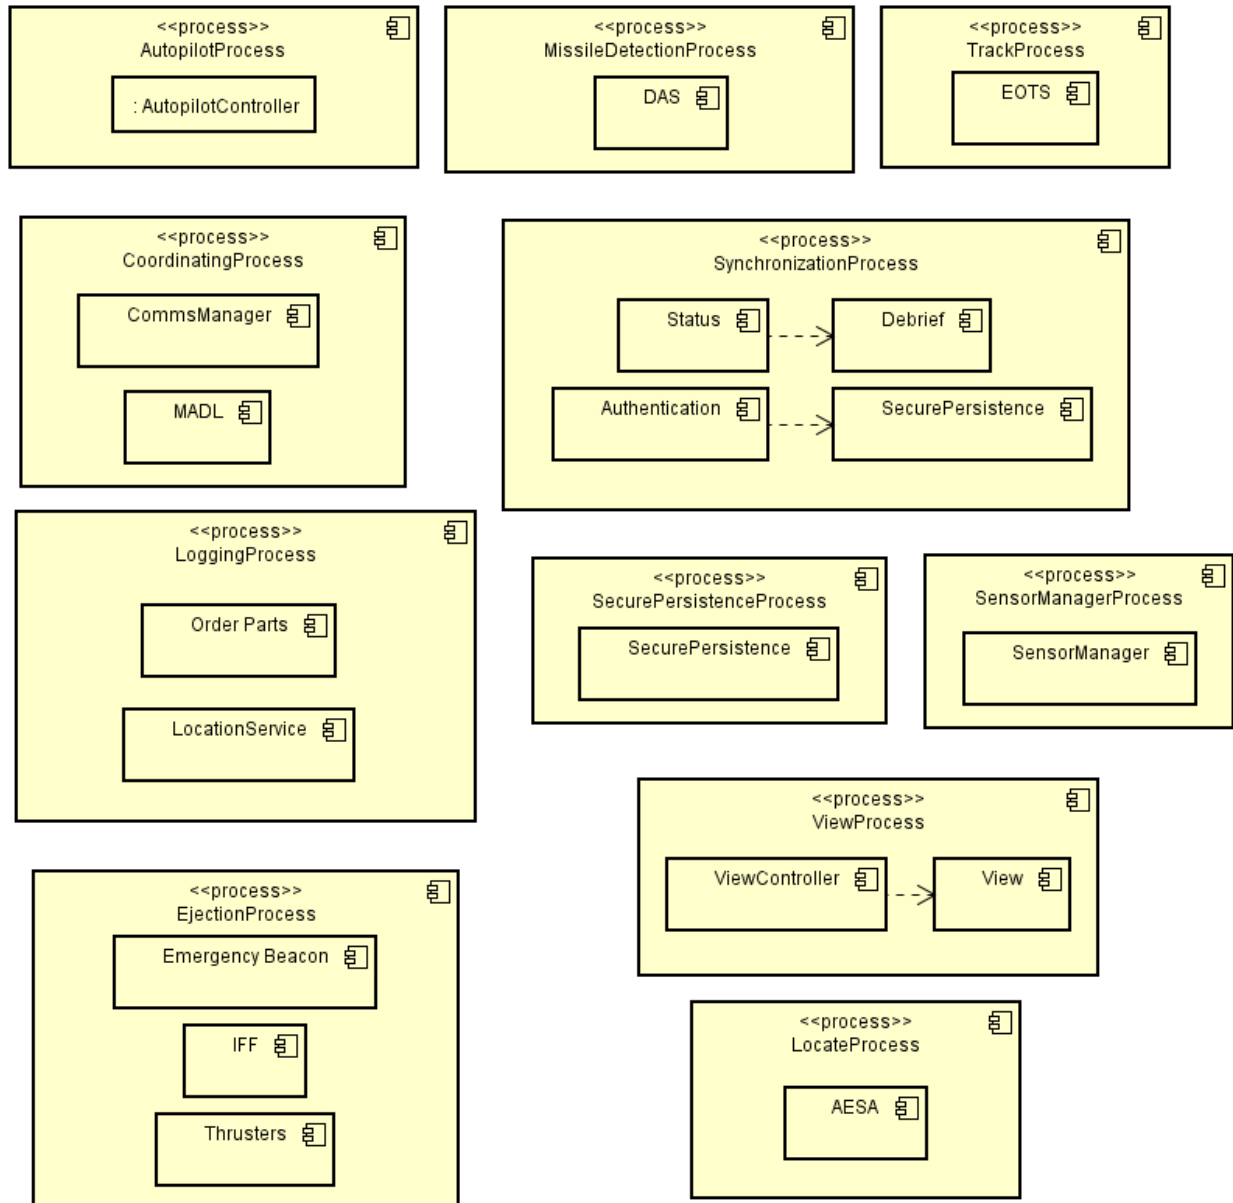 <<process>>
AutopilotProcess
: AutopilotController
<<process>>
MissileDetectionProcess
DAS
<<process>>
TrackProcess
EOTS
<<process>>
CoordinatingProcess
CommsManager
MADL
<<process>>
SynchronizationProcess
Status
Debrief
Authentication
SecurePersistence
<<process>>
LoggingProcess
Order Parts
LocationService
<<process>>
SecurePersistenceProcess
SecurePersistence
<<process>>
SensorManagerProcess
SensorManager
<<process>>
ViewProcess
ViewController
View
<<process>>
EjectionProcess
Emergency Beacon
IFF
Thrusters
<<process>>
LocateProcess
AESA